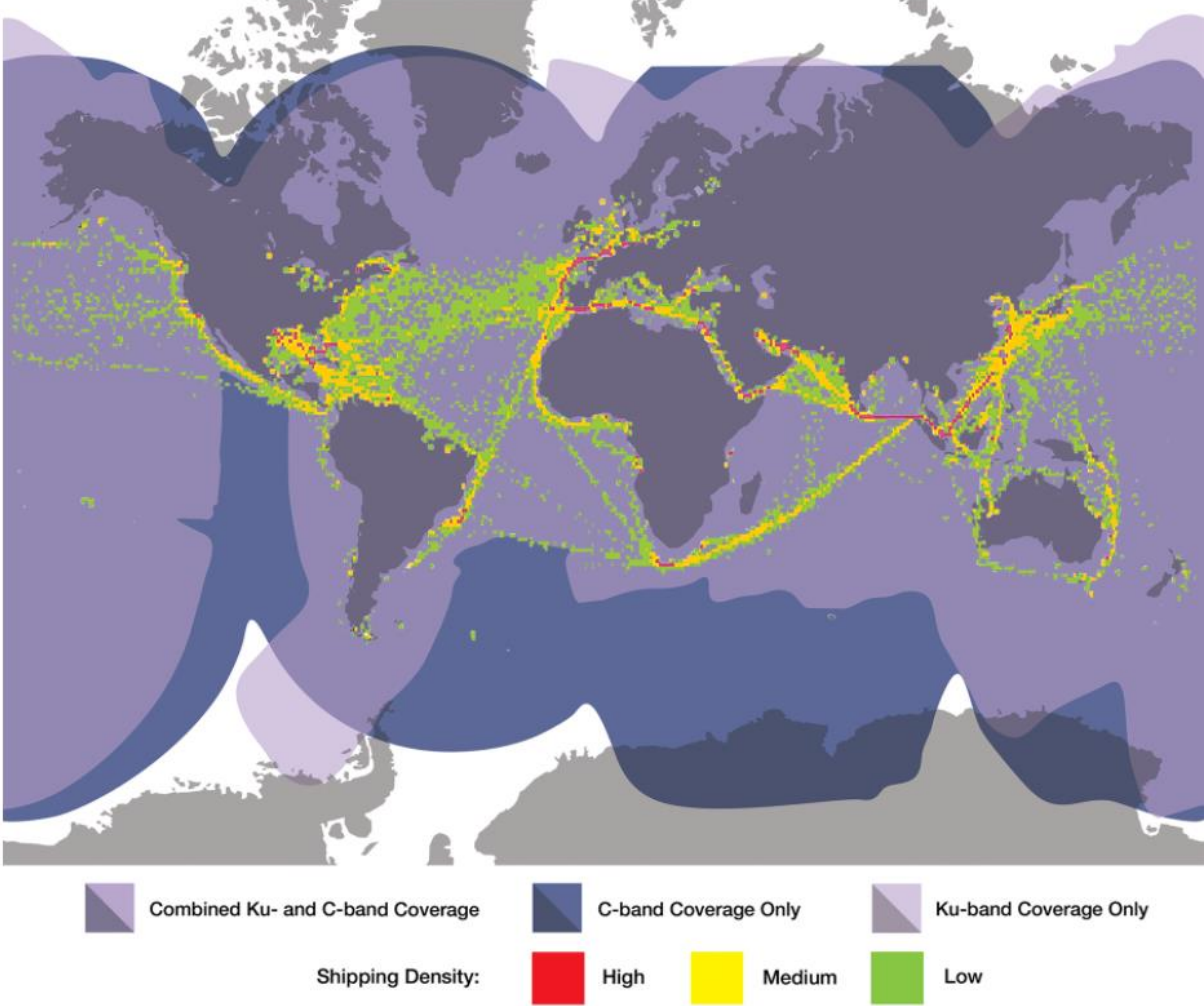 Combined Ku- and C-band Coverage
C-band Coverage Only
Ku-band Coverage Only
Shipping Density:
High
Medium
Low